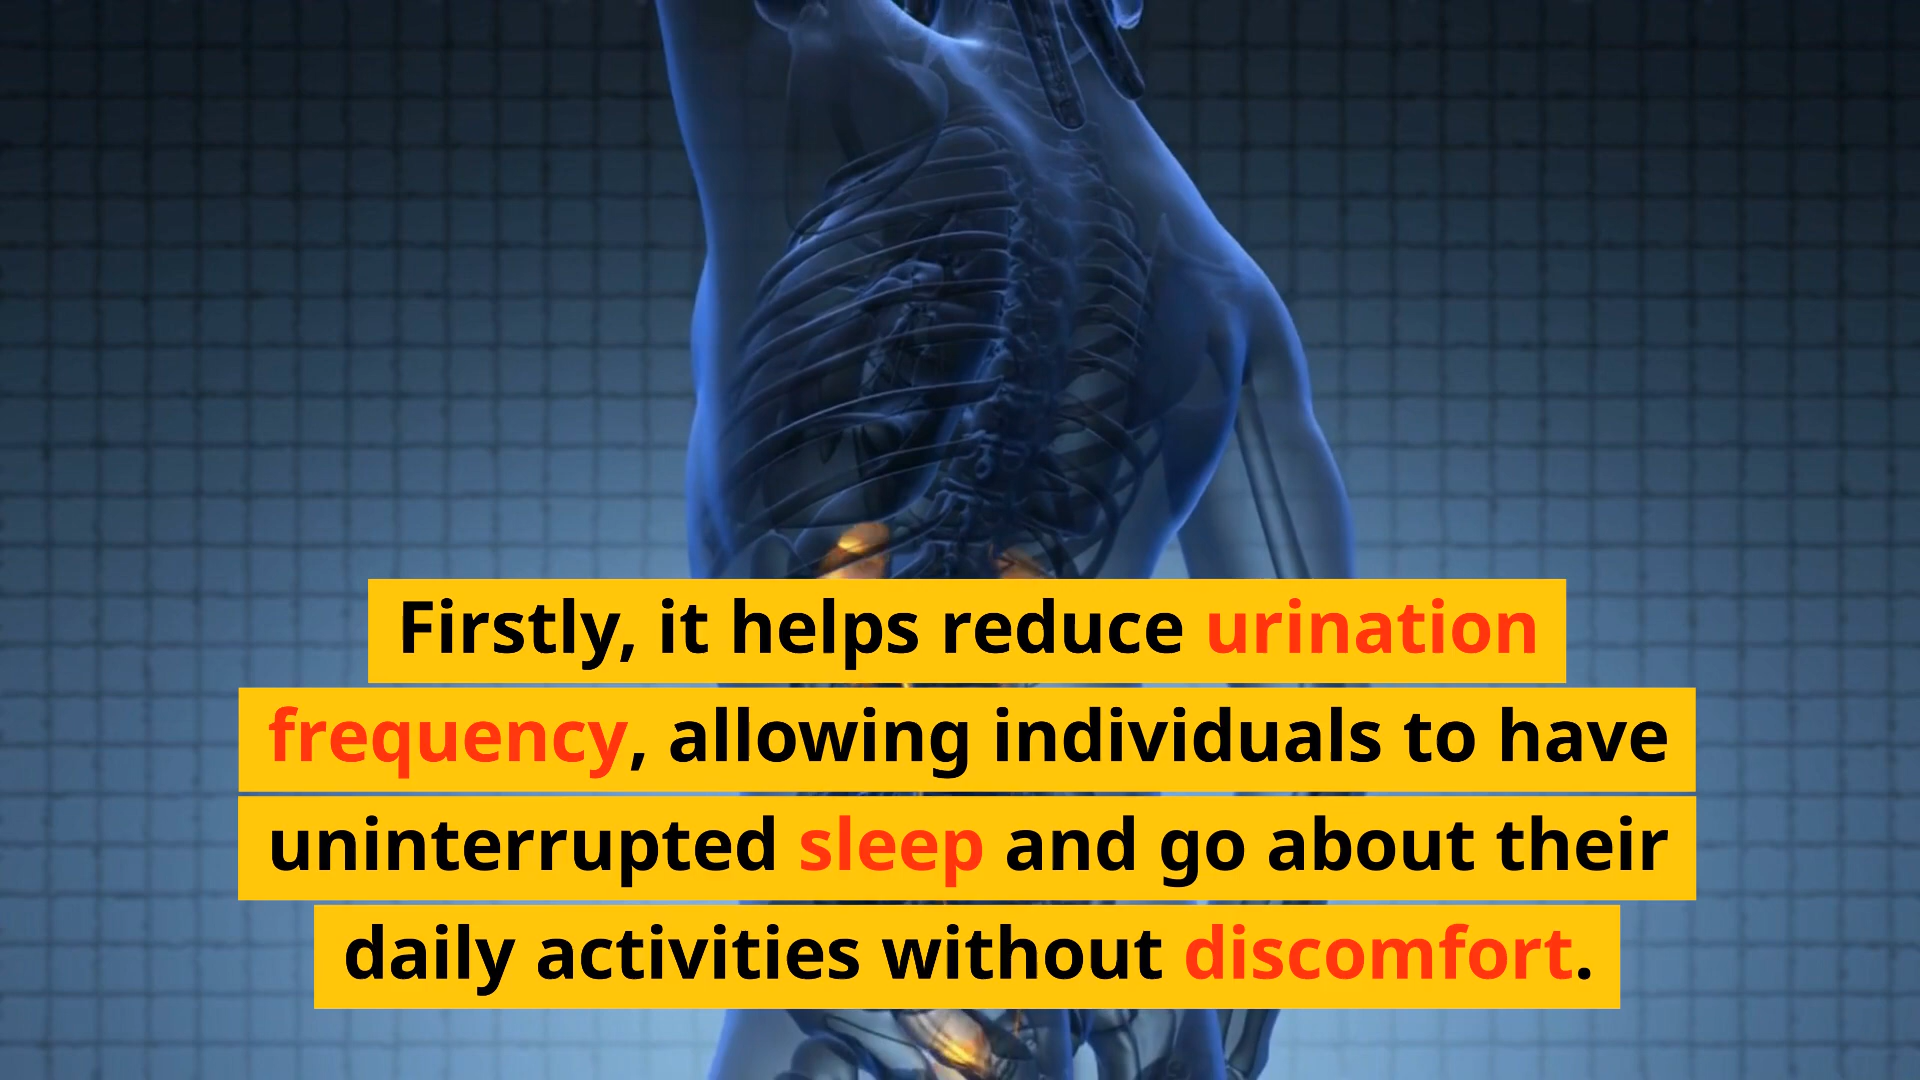 Firstly, it helps reduce urination
frequency, allowing individuals to have
uninterrupted sleep and go about their
daily activities without discomfort.